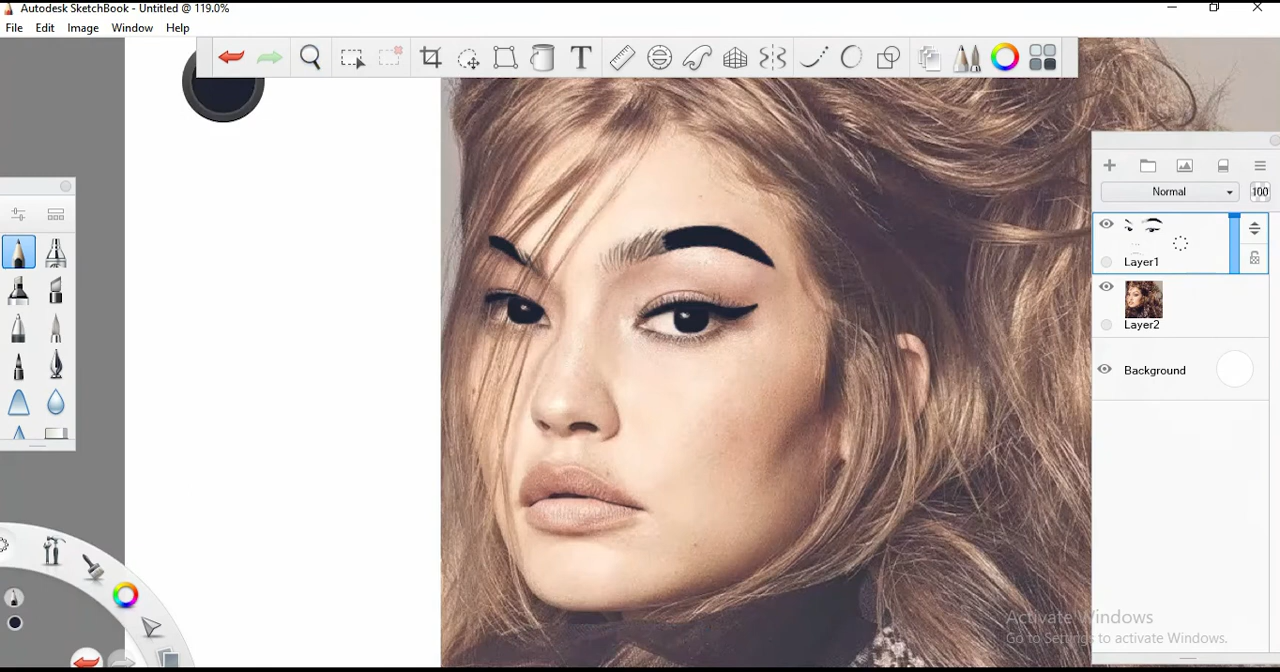 Autodesk SketchBook - Untitled @ 119.0%
File Edit Image Window Help
T
Normal
100
Layer1
Layer2
Background
Activate Windows
Go to Settings to activate Windows.